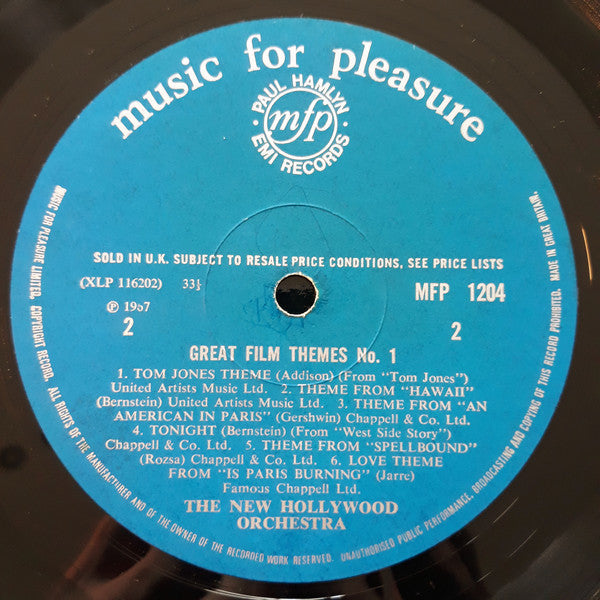 music for pleasure
PAUL HAMLYN
mfp
EMI RECORDS
SOLD IN U.K. SUBJECT TO RESALE PRICE CONDITIONS, SEE PRICE LISTS
(XLP 116202) 33⅓ MFP 1204
℗ 1967
2 2
GREAT FILM THEMES No. 1
1. TOM JONES THEME (Addison) (From "Tom Jones")
United Artists Music Ltd. 2. THEME FROM "HAWAII"
(Bernstein) United Artists Music Ltd. 3. THEME FROM "AN
AMERICAN IN PARIS" (Gershwin) Chappell & Co. Ltd.
4. TONIGHT (Bernstein) (From "West Side Story")
Chappell & Co. Ltd. 5. THEME FROM "SPELLBOUND"
(Rozsa) Chappell & Co. Ltd. 6. LOVE THEME
FROM "IS PARIS BURNING" (Jarre)
Famous Chappell Ltd.
THE NEW HOLLYWOOD
ORCHESTRA
MUSIC FOR PLEASURE LIMITED. COPYRIGHT RECORD. ALL RIGHTS OF THE MANUFACTURER AND OF THE OWNER OF THE RECORDED WORK RESERVED. UNAUTHORISED PUBLIC PERFORMANCE, BROADCASTING AND COPYING OF THIS RECORD PROHIBITED. MADE IN GREAT BRITAIN.